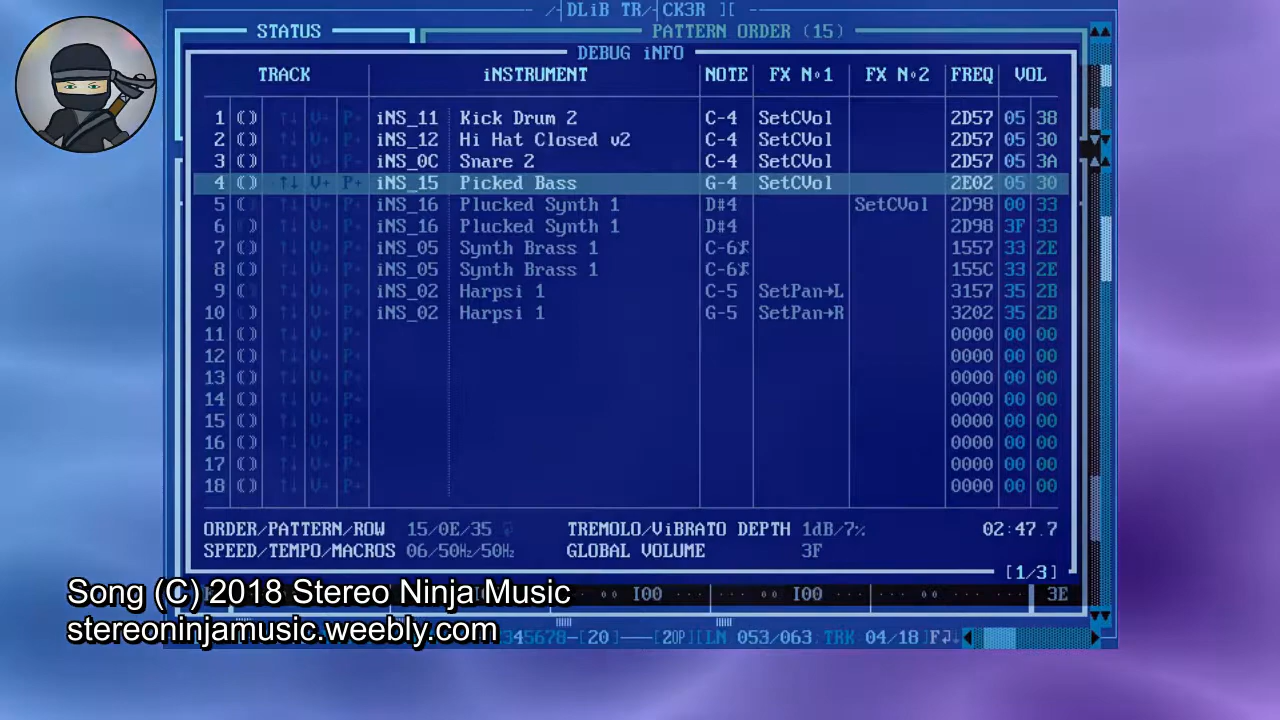 DLiB TR/-|CK3R ][
STATUS PATTERN ORDER (15)
DEBUG iNFO
TRACK iNSTRUMENT NOTE FX №1 FX №2 FREQ VOL
1 () ↑↓ V+ P+ iNS_11 Kick Drum 2 C-4 SetCVol 2D57 05 38
2 () ↑↓ V+ P+ iNS_12 Hi Hat Closed v2 C-4 SetCVol 2D57 05 30
3 () ↑↓ V+ P+ iNS_0C Snare 2 C-4 SetCVol 2D57 05 3A
4 () ↑↓ V+ P+ iNS_15 Picked Bass G-4 SetCVol 2E02 05 30
5 () ↑↓ V+ P+ iNS_16 Plucked Synth 1 D#4 SetCVol 2D98 00 33
6 () ↑↓ V+ P+ iNS_16 Plucked Synth 1 D#4 2D98 3F 33
7 () ↑↓ V+ P+ iNS_05 Synth Brass 1 C-6 1557 33 2E
8 () ↑↓ V+ P+ iNS_05 Synth Brass 1 C-6 155C 33 2E
9 () ↑↓ V+ P+ iNS_02 Harpsi 1 C-5 SetPan→L 3157 35 2B
10 () ↑↓ V+ P+ iNS_02 Harpsi 1 G-5 SetPan→R 3202 35 2B
11 () ↑↓ V+ P+ 0000 00 00
12 () ↑↓ V+ P+ 0000 00 00
13 () ↑↓ V+ P+ 0000 00 00
14 () ↑↓ V+ P+ 0000 00 00
15 () ↑↓ V+ P+ 0000 00 00
16 () ↑↓ V+ P+ 0000 00 00
17 () ↑↓ V+ P+ 0000 00 00
18 () ↑↓ V+ P+ 0000 00 00
ORDER/PATTERN/ROW 15/0E/35 TREMOLO/ViBRATO DEPTH 1dB/7% 02:47.7
SPEED/TEMPO/MACROS 06/50Hz/50Hz GLOBAL VOLUME 3F
[1/3]
Song (C) 2018 Stereo Ninja Music
I00 I00 3E
stereoninjamusic.weebly.com
345678-[20]——[2OP][LN 053/063 TRK 04/18]